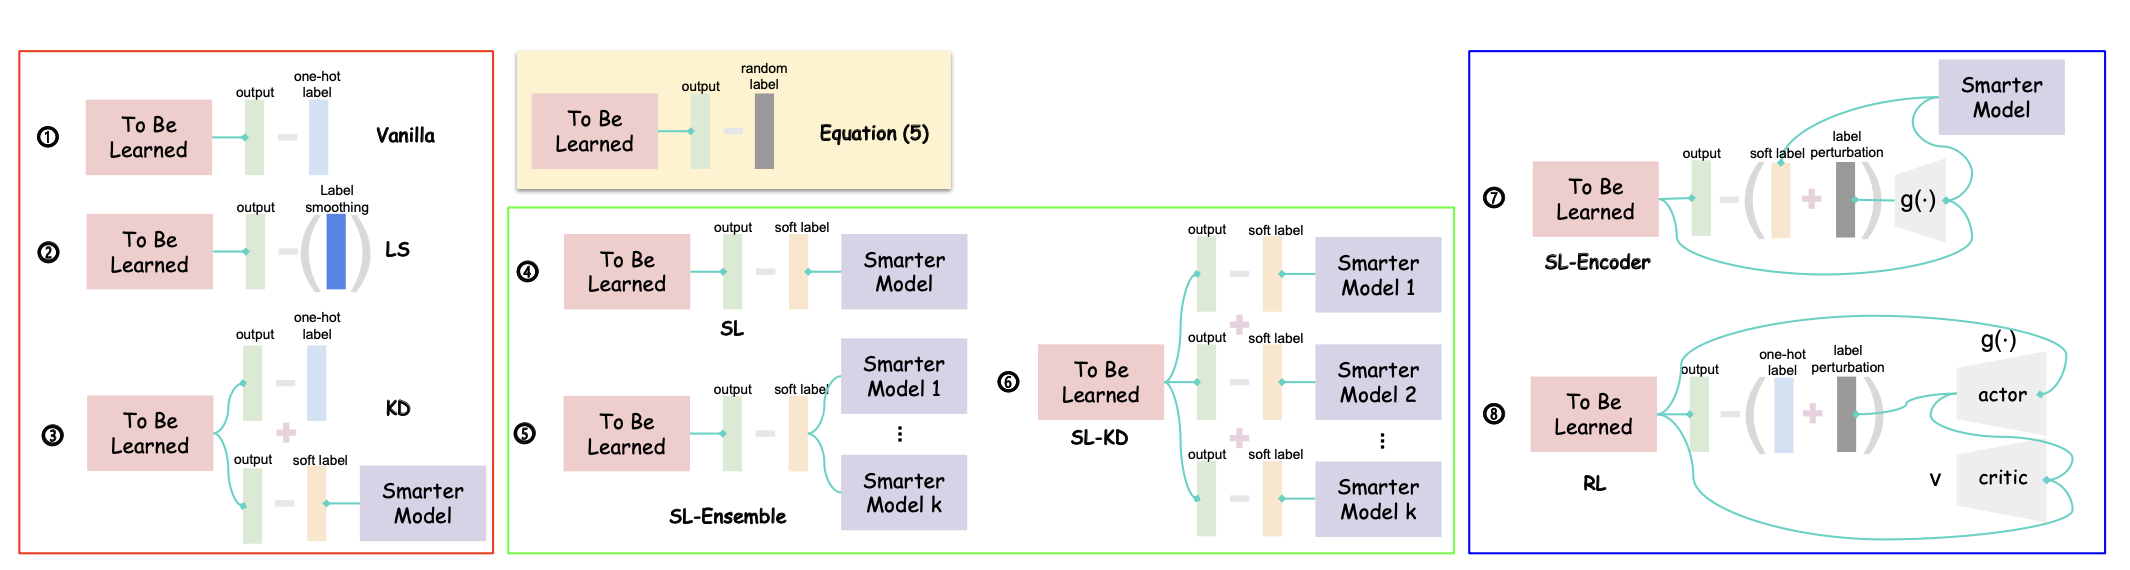 output
one-hot
label
①
To Be
Learned
Vanilla
output
Label
smoothing
②
To Be
Learned
LS
output
one-hot
label
③
To Be
Learned
KD
output
soft label
Smarter
Model
output
random
label
To Be
Learned
Equation (5)
④
To Be
Learned
output
soft label
Smarter
Model
SL
⑤
To Be
Learned
output
soft label
Smarter
Model 1
⋮
Smarter
Model k
SL-Ensemble
⑥
To Be
Learned
SL-KD
output
soft label
Smarter
Model 1
output
soft label
Smarter
Model 2
⋮
output
soft label
Smarter
Model k
⑦
To Be
Learned
SL-Encoder
output
soft label
label
perturbation
g(·)
Smarter
Model
⑧
To Be
Learned
RL
output
one-hot
label
label
perturbation
g(·)
actor
v
critic